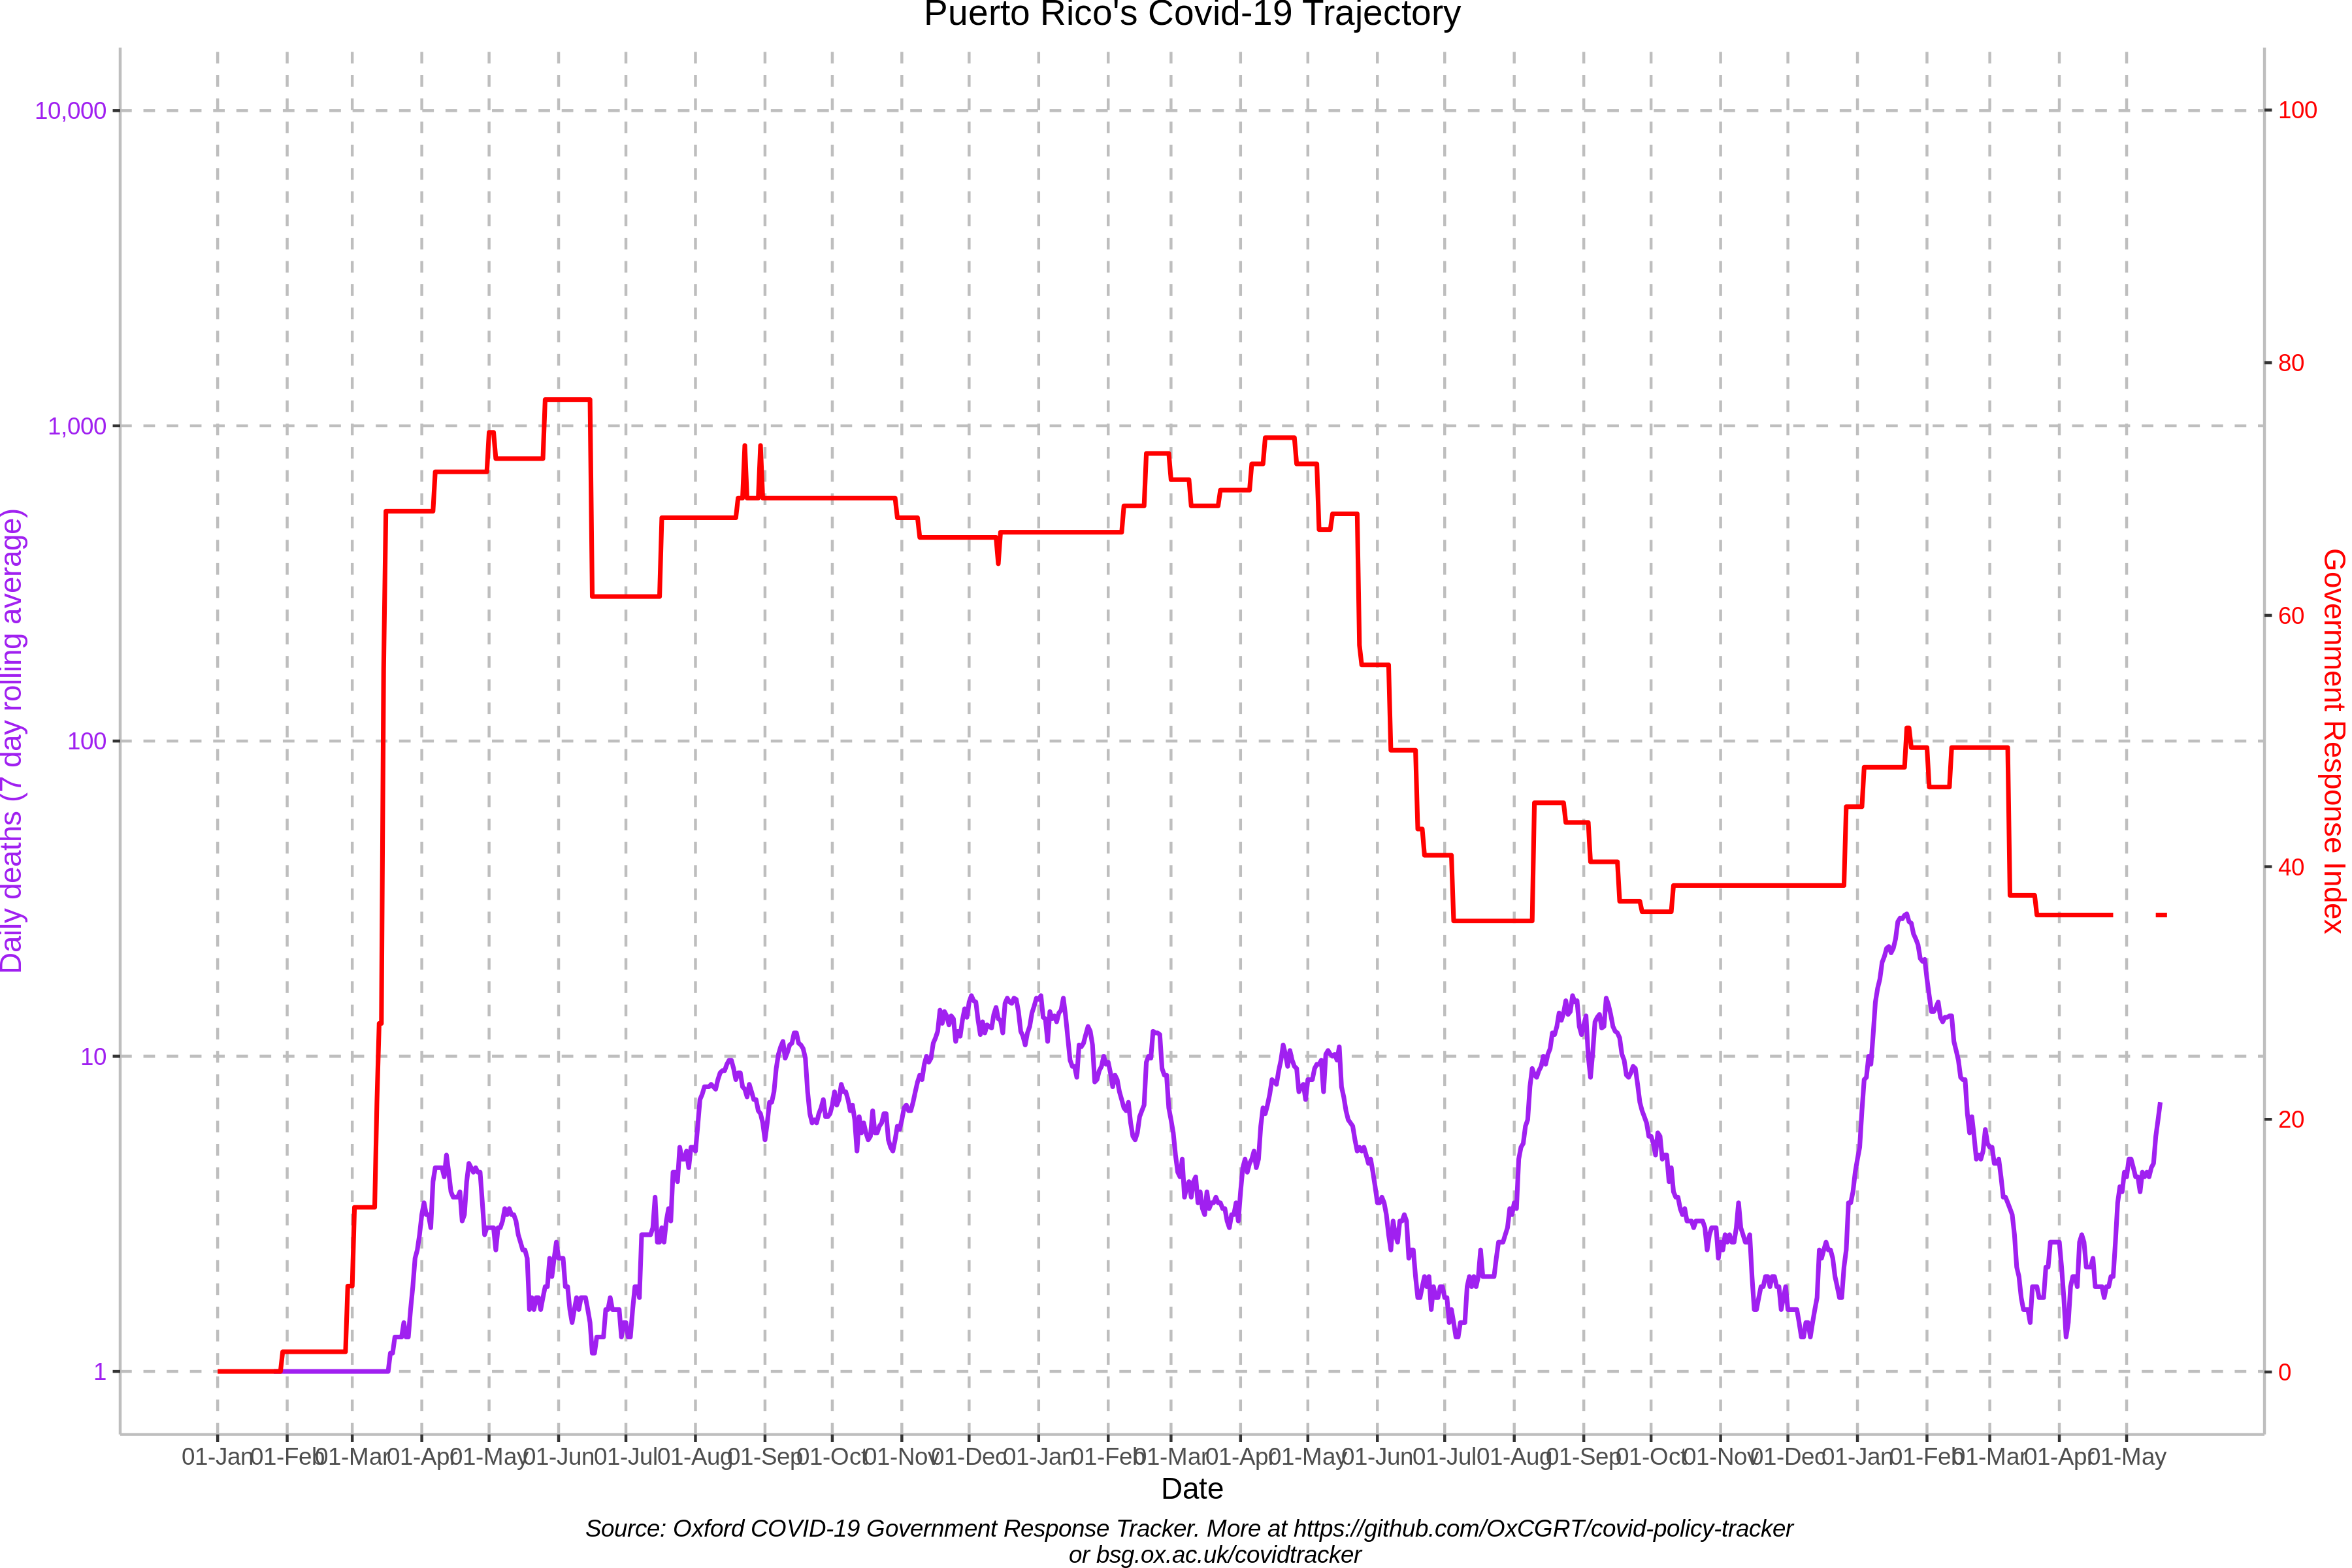 Puerto Rico's Covid-19 Trajectory
Daily deaths (7 day rolling average)
10,000
1,000
100
10
1
100
80
60
40
20
0
Government Response Index
01-Jan 01-Feb 01-Mar 01-Apr 01-May 01-Jun 01-Jul 01-Aug 01-Sep 01-Oct 01-Nov 01-Dec 01-Jan 01-Feb 01-Mar 01-Apr 01-May 01-Jun 01-Jul 01-Aug 01-Sep 01-Oct 01-Nov 01-Dec 01-Jan 01-Feb 01-Mar 01-Apr 01-May
Date
Source: Oxford COVID-19 Government Response Tracker. More at https://github.com/OxCGRT/covid-policy-tracker
or bsg.ox.ac.uk/covidtracker